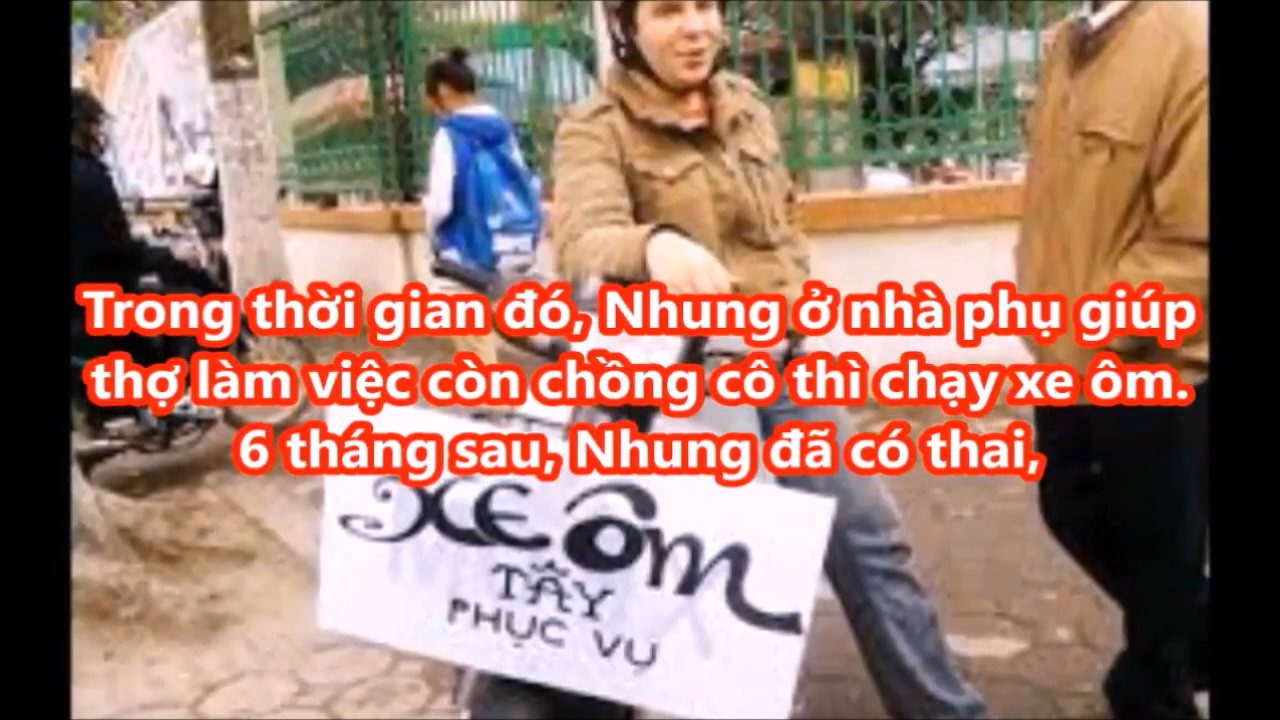 Trong thời gian đó, Nhung ở nhà phụ giúp
thợ làm việc còn chồng cô thì chạy xe ôm.
6 tháng sau, Nhung đã có thai,
XE ÔM
TÂY
PHỤC VỤ